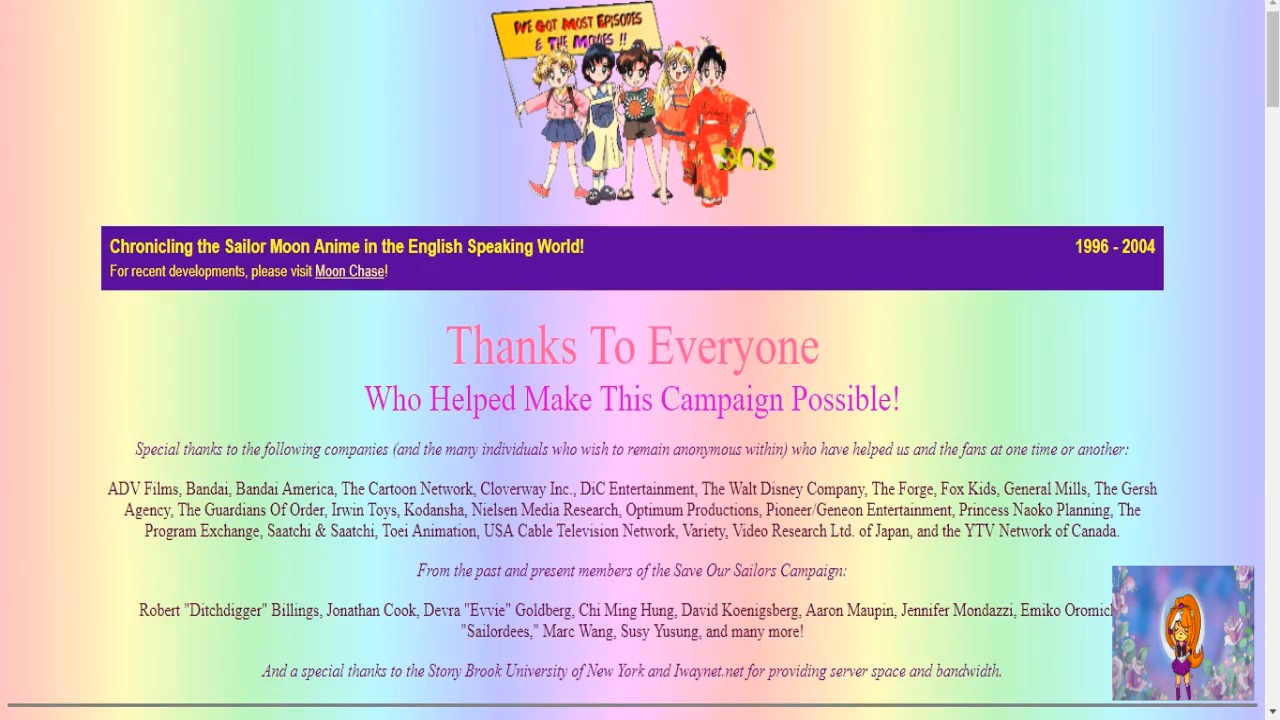 WE GOT MOST EPISODES
& THE MOVIES !!
SOS
Chronicling the Sailor Moon Anime in the English Speaking World!
1996 - 2004
For recent developments, please visit Moon Chase!
Thanks To Everyone
Who Helped Make This Campaign Possible!
Special thanks to the following companies (and the many individuals who wish to remain anonymous within) who have helped us and the fans at one time or another:
ADV Films, Bandai, Bandai America, The Cartoon Network, Cloverway Inc., DiC Entertainment, The Walt Disney Company, The Forge, Fox Kids, General Mills, The Gersh
Agency, The Guardians Of Order, Irwin Toys, Kodansha, Nielsen Media Research, Optimum Productions, Pioneer/Geneon Entertainment, Princess Naoko Planning, The
Program Exchange, Saatchi & Saatchi, Toei Animation, USA Cable Television Network, Variety, Video Research Ltd. of Japan, and the YTV Network of Canada.
From the past and present members of the Save Our Sailors Campaign:
Robert "Ditchdigger" Billings, Jonathan Cook, Devra "Evvie" Goldberg, Chi Ming Hung, David Koenigsberg, Aaron Maupin, Jennifer Mondazzi, Emiko
"Sailordees," Marc Wang, Susy Yusung, and many more!
And a special thanks to the Stony Brook University of New York and Iwaynet.net for providing server space and bandwidth.